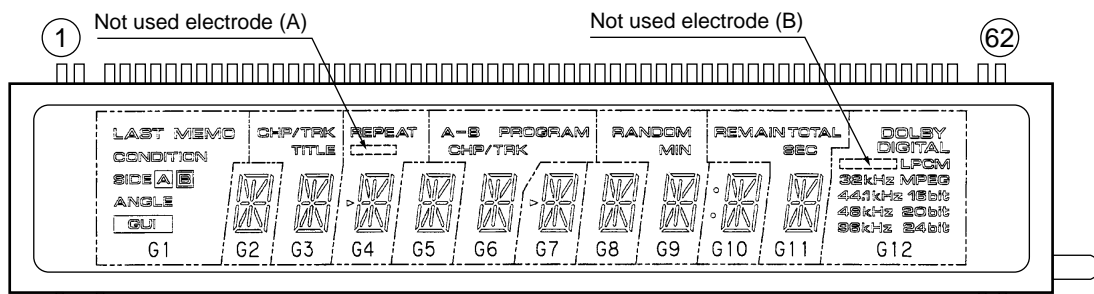 Not used electrode (A)
Not used electrode (B)
1
62
LAST MEMO CHP/TRK REPEAT A-B PROGRAM RANDOM REMAIN TOTAL DOLBY
TITLE CHP/TRK MIN SEC DIGITAL
CONDITION
LPCM
SIDE A B
32kHz MPEG
ANGLE
44.1kHz 16bit
GUI
48kHz 20bit
96kHz 24bit
G1 G2 G3 G4 G5 G6 G7 G8 G9 G10 G11 G12